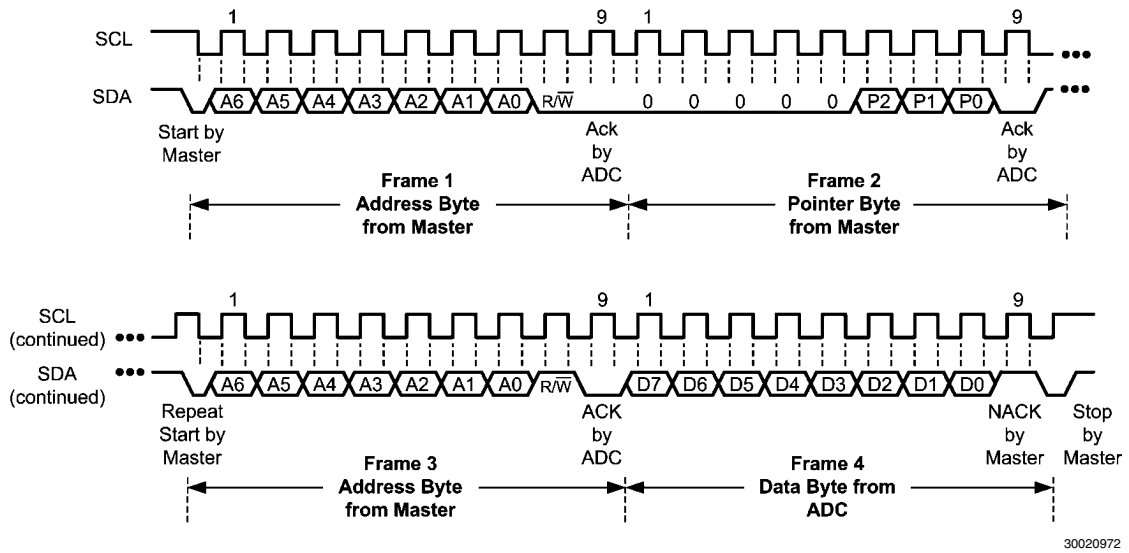 1 9 1 9
SCL
SDA A6 A5 A4 A3 A2 A1 A0 R/W̅ 0 0 0 0 0 P2 P1 P0
Start by
Master
Ack
by
ADC
Ack
by
ADC
Frame 1
Address Byte
from Master
Frame 2
Pointer Byte
from Master
1 9 1 9
SCL
(continued)
SDA
(continued)
A6 A5 A4 A3 A2 A1 A0 R/W̅ D7 D6 D5 D4 D3 D2 D1 D0
Repeat
Start by
Master
ACK
by
ADC
NACK
by
Master
Stop
by
Master
Frame 3
Address Byte
from Master
Frame 4
Data Byte from
ADC
30020972